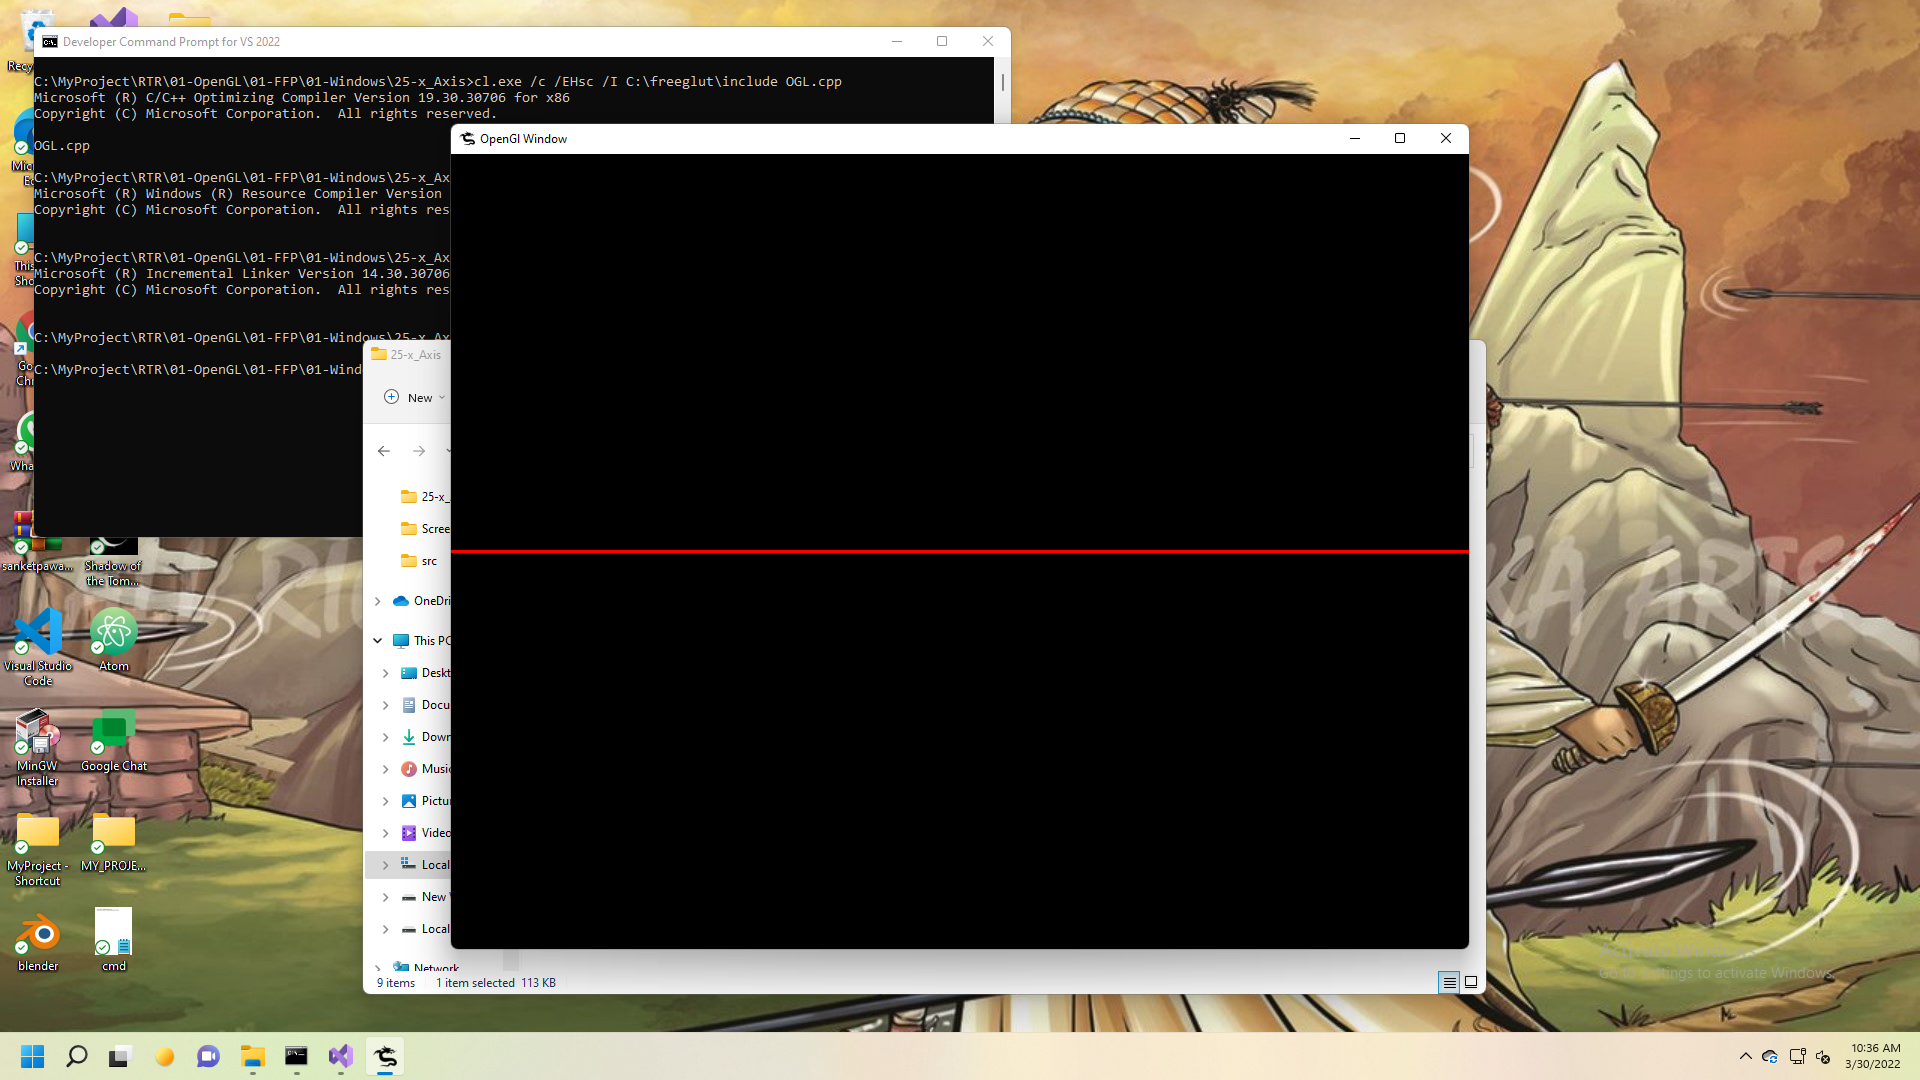 Developer Command Prompt for VS 2022
C:\MyProject\RTR\01-OpenGL\01-FFP\01-Windows\25-x_Axis>cl.exe /c /EHsc /I C:\freeglut\include OGL.cpp
Microsoft (R) C/C++ Optimizing Compiler Version 19.30.30706 for x86
Copyright (C) Microsoft Corporation.  All rights reserved.
OGL.cpp
C:\MyProject\RTR\01-OpenGL\01-FFP\01-Windows\25-x_Ax
Microsoft (R) Windows (R) Resource Compiler Version
Copyright (C) Microsoft Corporation.  All rights res
C:\MyProject\RTR\01-OpenGL\01-FFP\01-Windows\25-x_Ax
Microsoft (R) Incremental Linker Version 14.30.30706
Copyright (C) Microsoft Corporation.  All rights res
C:\MyProject\RTR\01-OpenGL\01-FFP\01-Windows\25-x_Ax
C:\MyProject\RTR\01-OpenGL\01-FFP\01-Wind
OpenGl Window
25-x_Axis
New
25-x_
Scree
src
OneDri
This PC
Deskt
Docu
Down
Music
Pictu
Video
Local
New
Local
Network
9 items 1 item selected 113 KB
Recy
Mic
This
Sho
Go
Chr
Wha
sanketpawa...
Shadow of
the Tom...
Visual Studio
Code
Atom
MinGW
Installer
Google Chat
MyProject -
Shortcut
MY_PROJE...
blender
cmd
Activate Windows
Go to Settings to activate Windows.
10:36 AM
3/30/2022